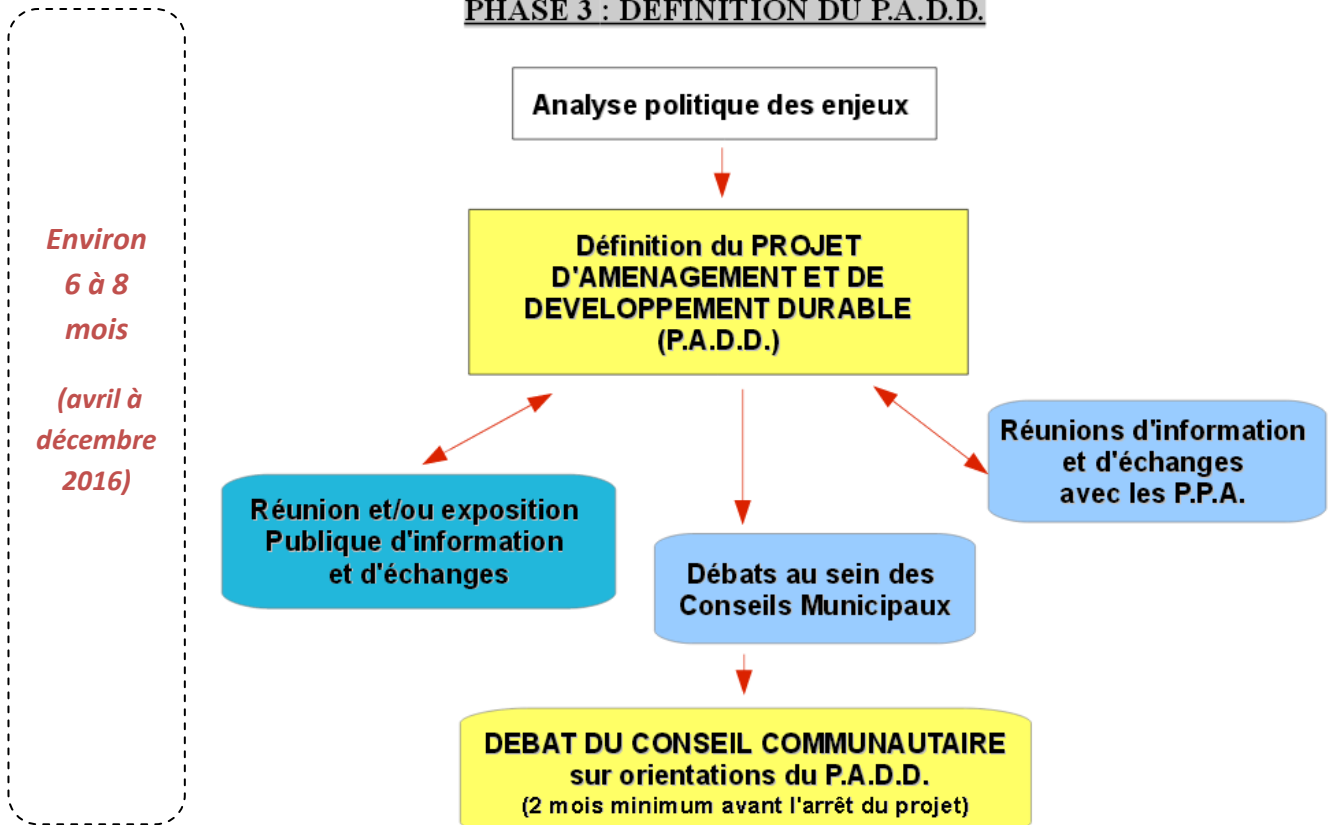 PHASE 3 : DEFINITION DU P.A.D.D.
Analyse politique des enjeux
Environ
6 à 8
mois
(avril à
décembre
2016)
Définition du PROJET
D'AMENAGEMENT ET DE
DEVELOPPEMENT DURABLE
(P.A.D.D.)
Réunion et/ou exposition
Publique d'information
et d'échanges
Réunions d'information
et d'échanges
avec les P.P.A.
Débats au sein des
Conseils Municipaux
DEBAT DU CONSEIL COMMUNAUTAIRE
sur orientations du P.A.D.D.
(2 mois minimum avant l'arrêt du projet)